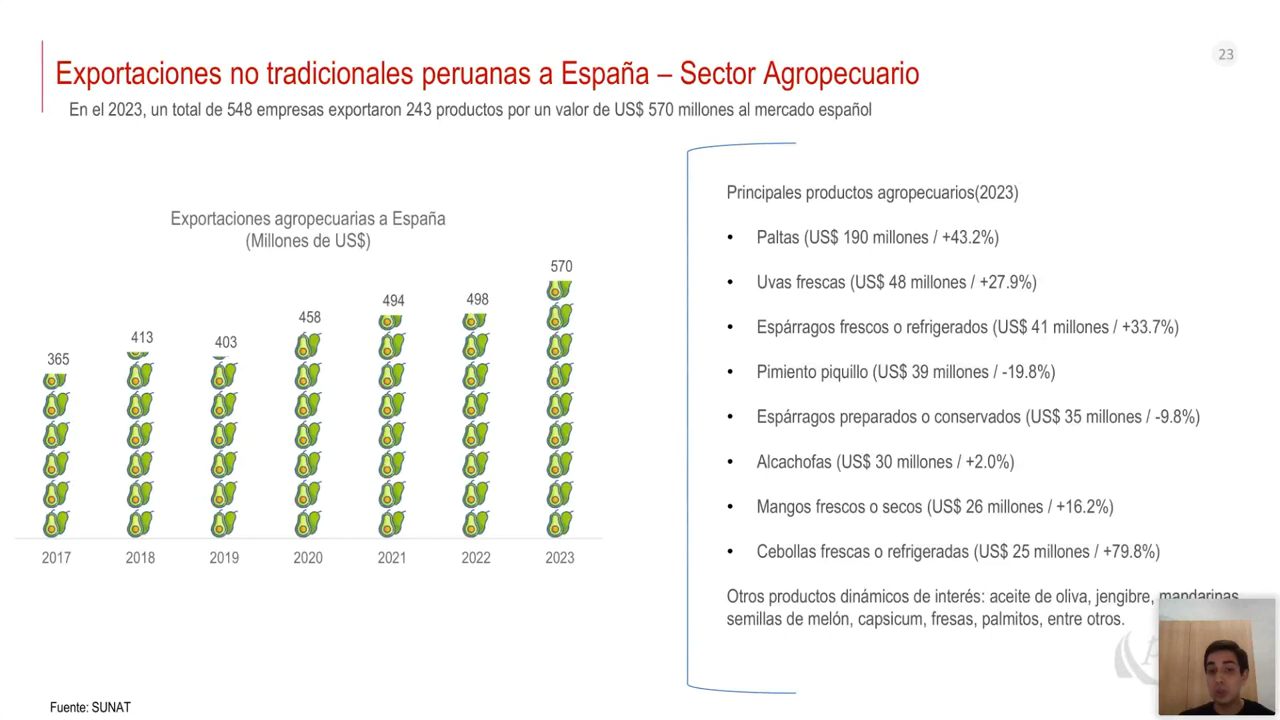 23
Exportaciones no tradicionales peruanas a España – Sector Agropecuario
En el 2023, un total de 548 empresas exportaron 243 productos por un valor de US$ 570 millones al mercado español
Exportaciones agropecuarias a España
(Millones de US$)
365
413
403
458
494
498
570
2017
2018
2019
2020
2021
2022
2023
Principales productos agropecuarios(2023)
• Paltas (US$ 190 millones / +43.2%)
• Uvas frescas (US$ 48 millones / +27.9%)
• Espárragos frescos o refrigerados (US$ 41 millones / +33.7%)
• Pimiento piquillo (US$ 39 millones / -19.8%)
• Espárragos preparados o conservados (US$ 35 millones / -9.8%)
• Alcachofas (US$ 30 millones / +2.0%)
• Mangos frescos o secos (US$ 26 millones / +16.2%)
• Cebollas frescas o refrigeradas (US$ 25 millones / +79.8%)
Otros productos dinámicos de interés: aceite de oliva, jengibre, mandarinas,
semillas de melón, capsicum, fresas, palmitos, entre otros.
Fuente: SUNAT